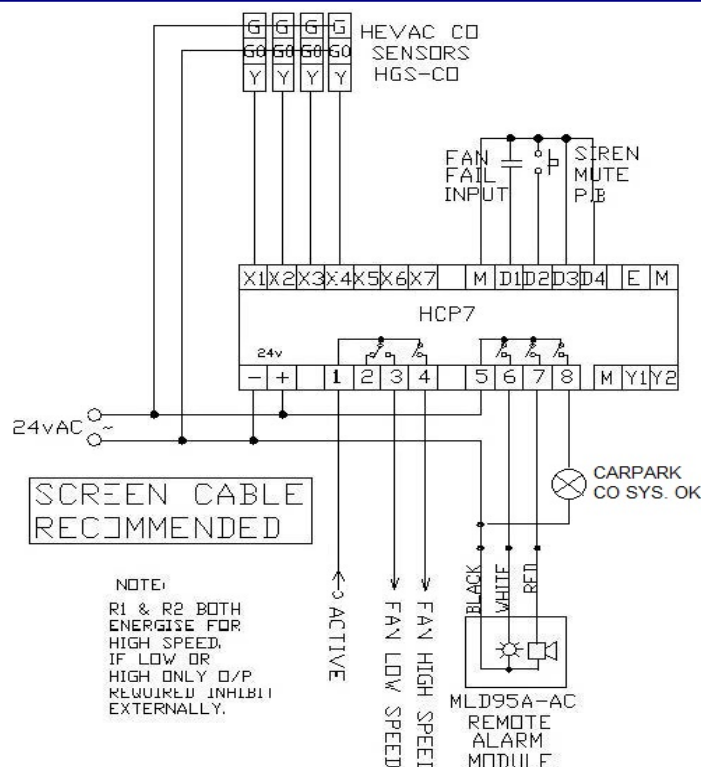 G G G G
G0 G0 G0 G0
Y Y Y Y
HEVAC CO
SENSORS
HGS-CO
FAN
FAIL
INPUT
SIREN
MUTE
P.B
X1 X2 X3 X4 X5 X6 X7 M D1 D2 D3 D4 E M
HCP7
24v
- + 1 2 3 4 5 6 7 8 M Y1 Y2
24vAC ~
CARPARK
CO SYS. OK
SCREEN CABLE
RECOMMENDED
NOTE:
R1 & R2 BOTH
ENERGISE FOR
HIGH SPEED.
IF LOW OR
HIGH ONLY O/P
REQUIRED INHIBIT
EXTERNALLY.
ACTIVE
FAN LOW SPEED
FAN HIGH SPEED
BLACK
WHITE
RED
MLD95A-AC
REMOTE
ALARM
MODULE